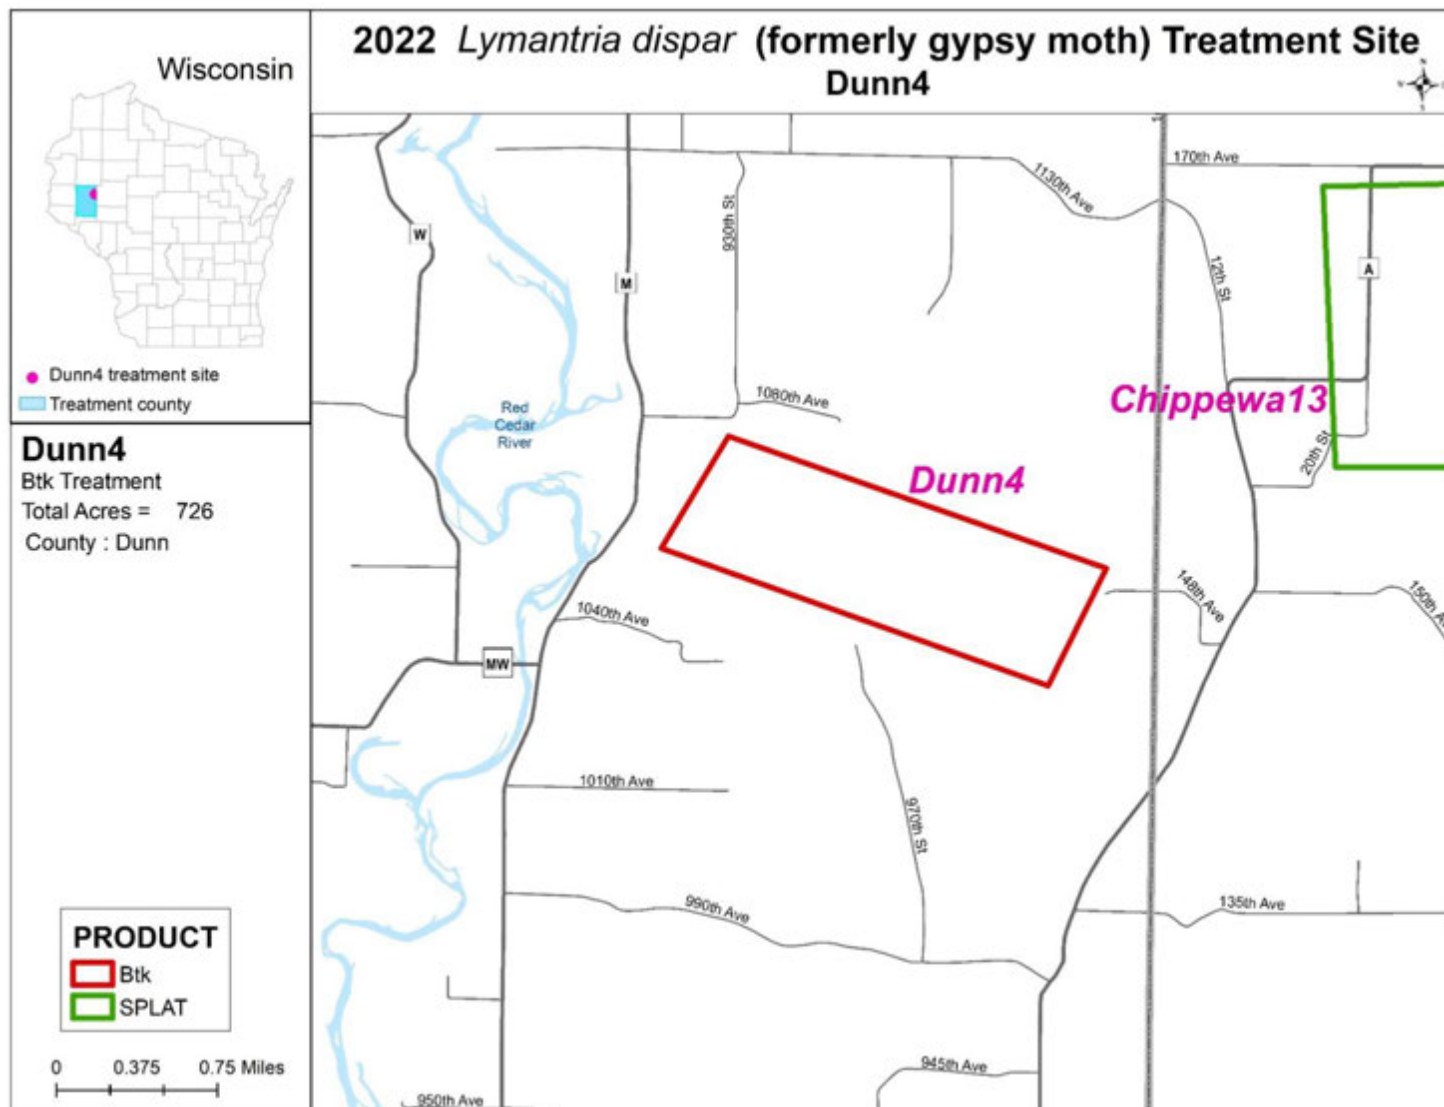 2022 Lymantria dispar (formerly gypsy moth) Treatment Site
Dunn4
Wisconsin
Dunn4 treatment site
Treatment county
Dunn4
Btk Treatment
Total Acres = 726
County : Dunn
PRODUCT
Btk
SPLAT
0 0.375 0.75 Miles
N
170th Ave
1130th Ave
930th St
W
M
12th St
A
Red
Cedar
River
1080th Ave
Chippewa13
20th St
Dunn4
1040th Ave
148th Ave
MW
1010th Ave
970th St
990th Ave
135th Ave
945th Ave
950th Ave